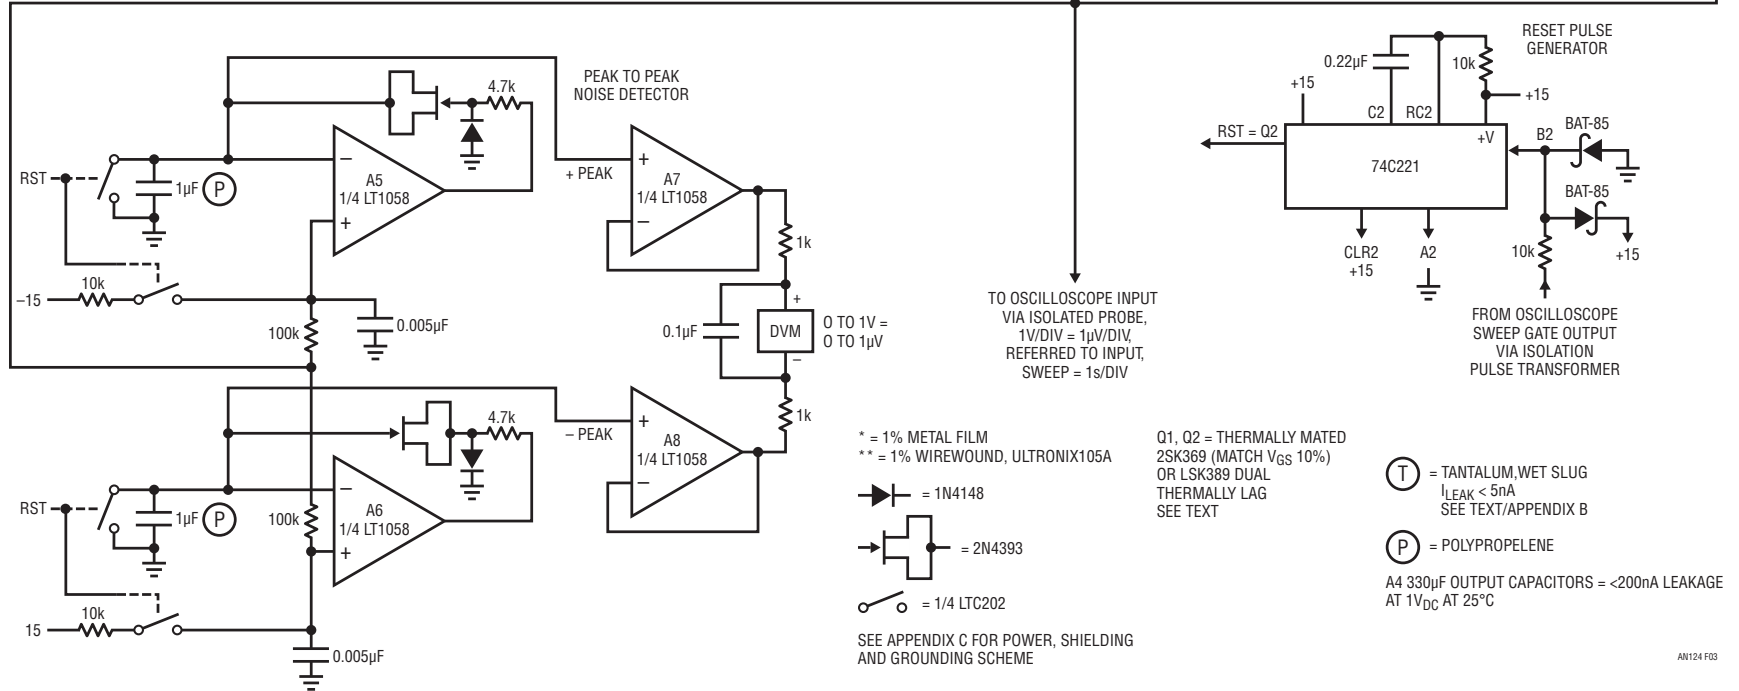 RESET PULSE
GENERATOR
0.22µF
10k
+15
+15
C2
RC2
+V
RST = Q2
74C221
B2
BAT-85
BAT-85
10k
+15
CLR2
+15
A2
FROM OSCILLOSCOPE
SWEEP GATE OUTPUT
VIA ISOLATION
PULSE TRANSFORMER
PEAK TO PEAK
NOISE DETECTOR
4.7k
RST
1µF
P
–
A5
1/4 LT1058
+
+ PEAK
+
A7
1/4 LT1058
–
1k
–15
10k
100k
0.005µF
0.1µF
+
DVM
–
O TO 1V =
O TO 1µV
TO OSCILLOSCOPE INPUT
VIA ISOLATED PROBE,
1V/DIV = 1µV/DIV,
REFERRED TO INPUT,
SWEEP = 1s/DIV
4.7k
– PEAK
+
A8
1/4 LT1058
–
1k
RST
1µF
P
100k
–
A6
1/4 LT1058
+
15
10k
0.005µF
* = 1% METAL FILM
** = 1% WIREWOUND, ULTRONIX105A
= 1N4148
= 2N4393
= 1/4 LTC202
SEE APPENDIX C FOR POWER, SHIELDING
AND GROUNDING SCHEME
Q1, Q2 = THERMALLY MATED
2SK369 (MATCH VGS 10%)
OR LSK389 DUAL
THERMALLY LAG
SEE TEXT
T = TANTALUM,WET SLUG
ILEAK < 5nA
SEE TEXT/APPENDIX B
P = POLYPROPELENE
A4 330µF OUTPUT CAPACITORS = <200nA LEAKAGE
AT 1VDC AT 25°C
AN124 F03